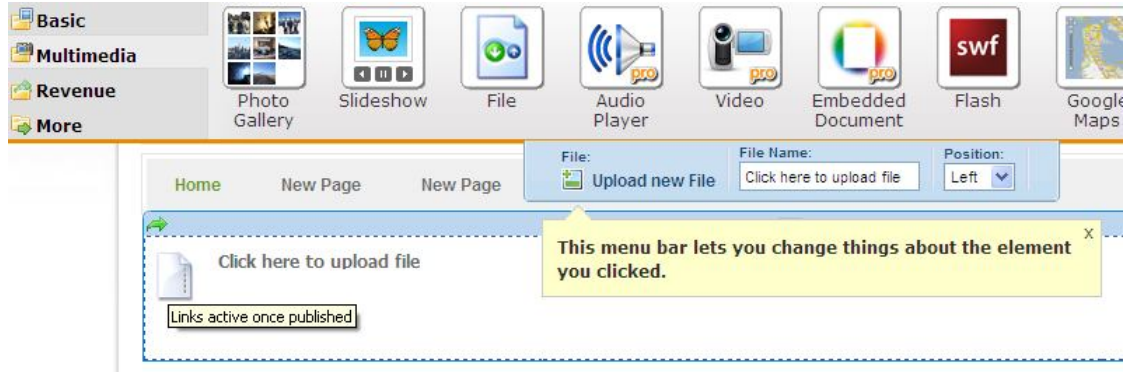 Basic
Multimedia
Revenue
More
Photo
Gallery
Slideshow
File
pro
Audio
Player
pro
Video
pro
Embedded
Document
swf
Flash
Google
Maps
File:
Upload new File
File Name:
Click here to upload file
Position:
Left
Home
New Page
New Page
This menu bar lets you change things about the element
you clicked.
x
Click here to upload file
Links active once published